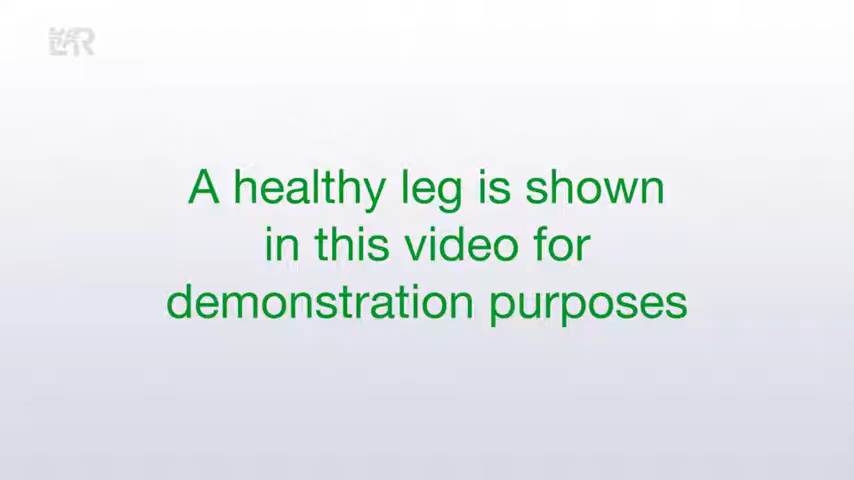 L&R
A healthy leg is shown
in this video for
demonstration purposes